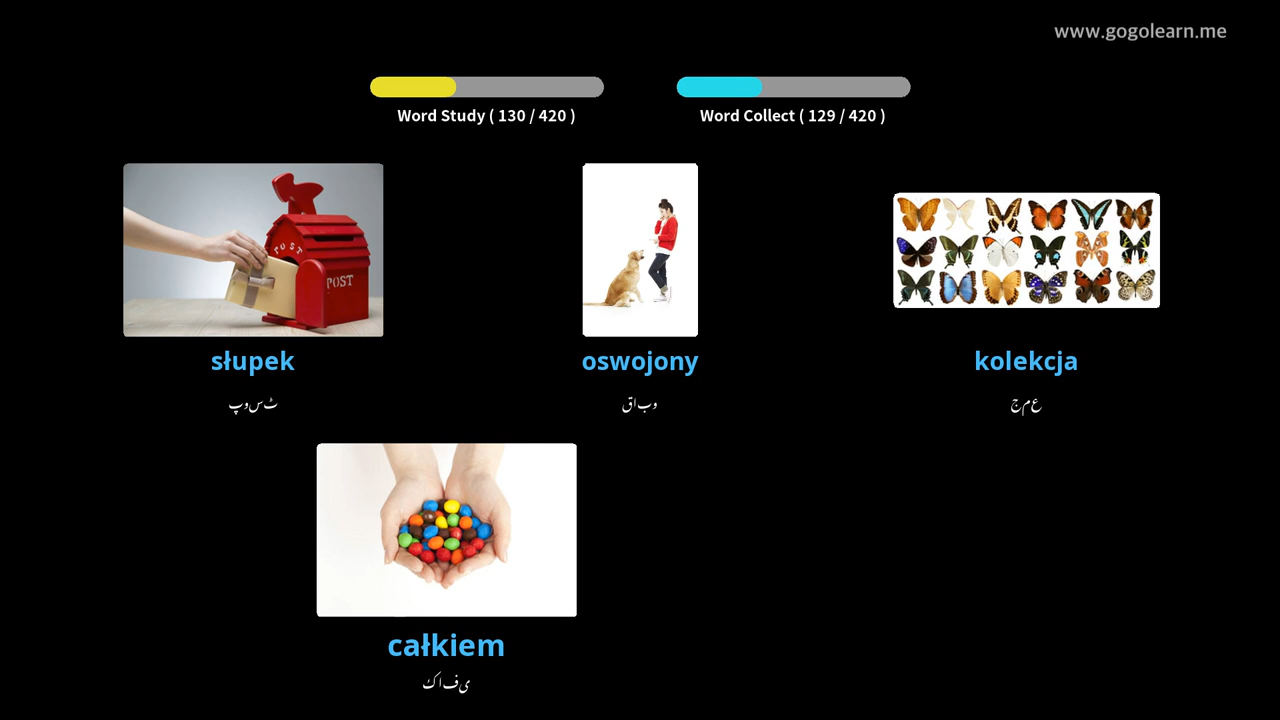 www.gogolearn.me
Word Study ( 130 / 420 )
Word Collect ( 129 / 420 )
POST
POST
słupek
oswojony
kolekcja
پوسٹ
قابو
جمع
całkiem
کافی